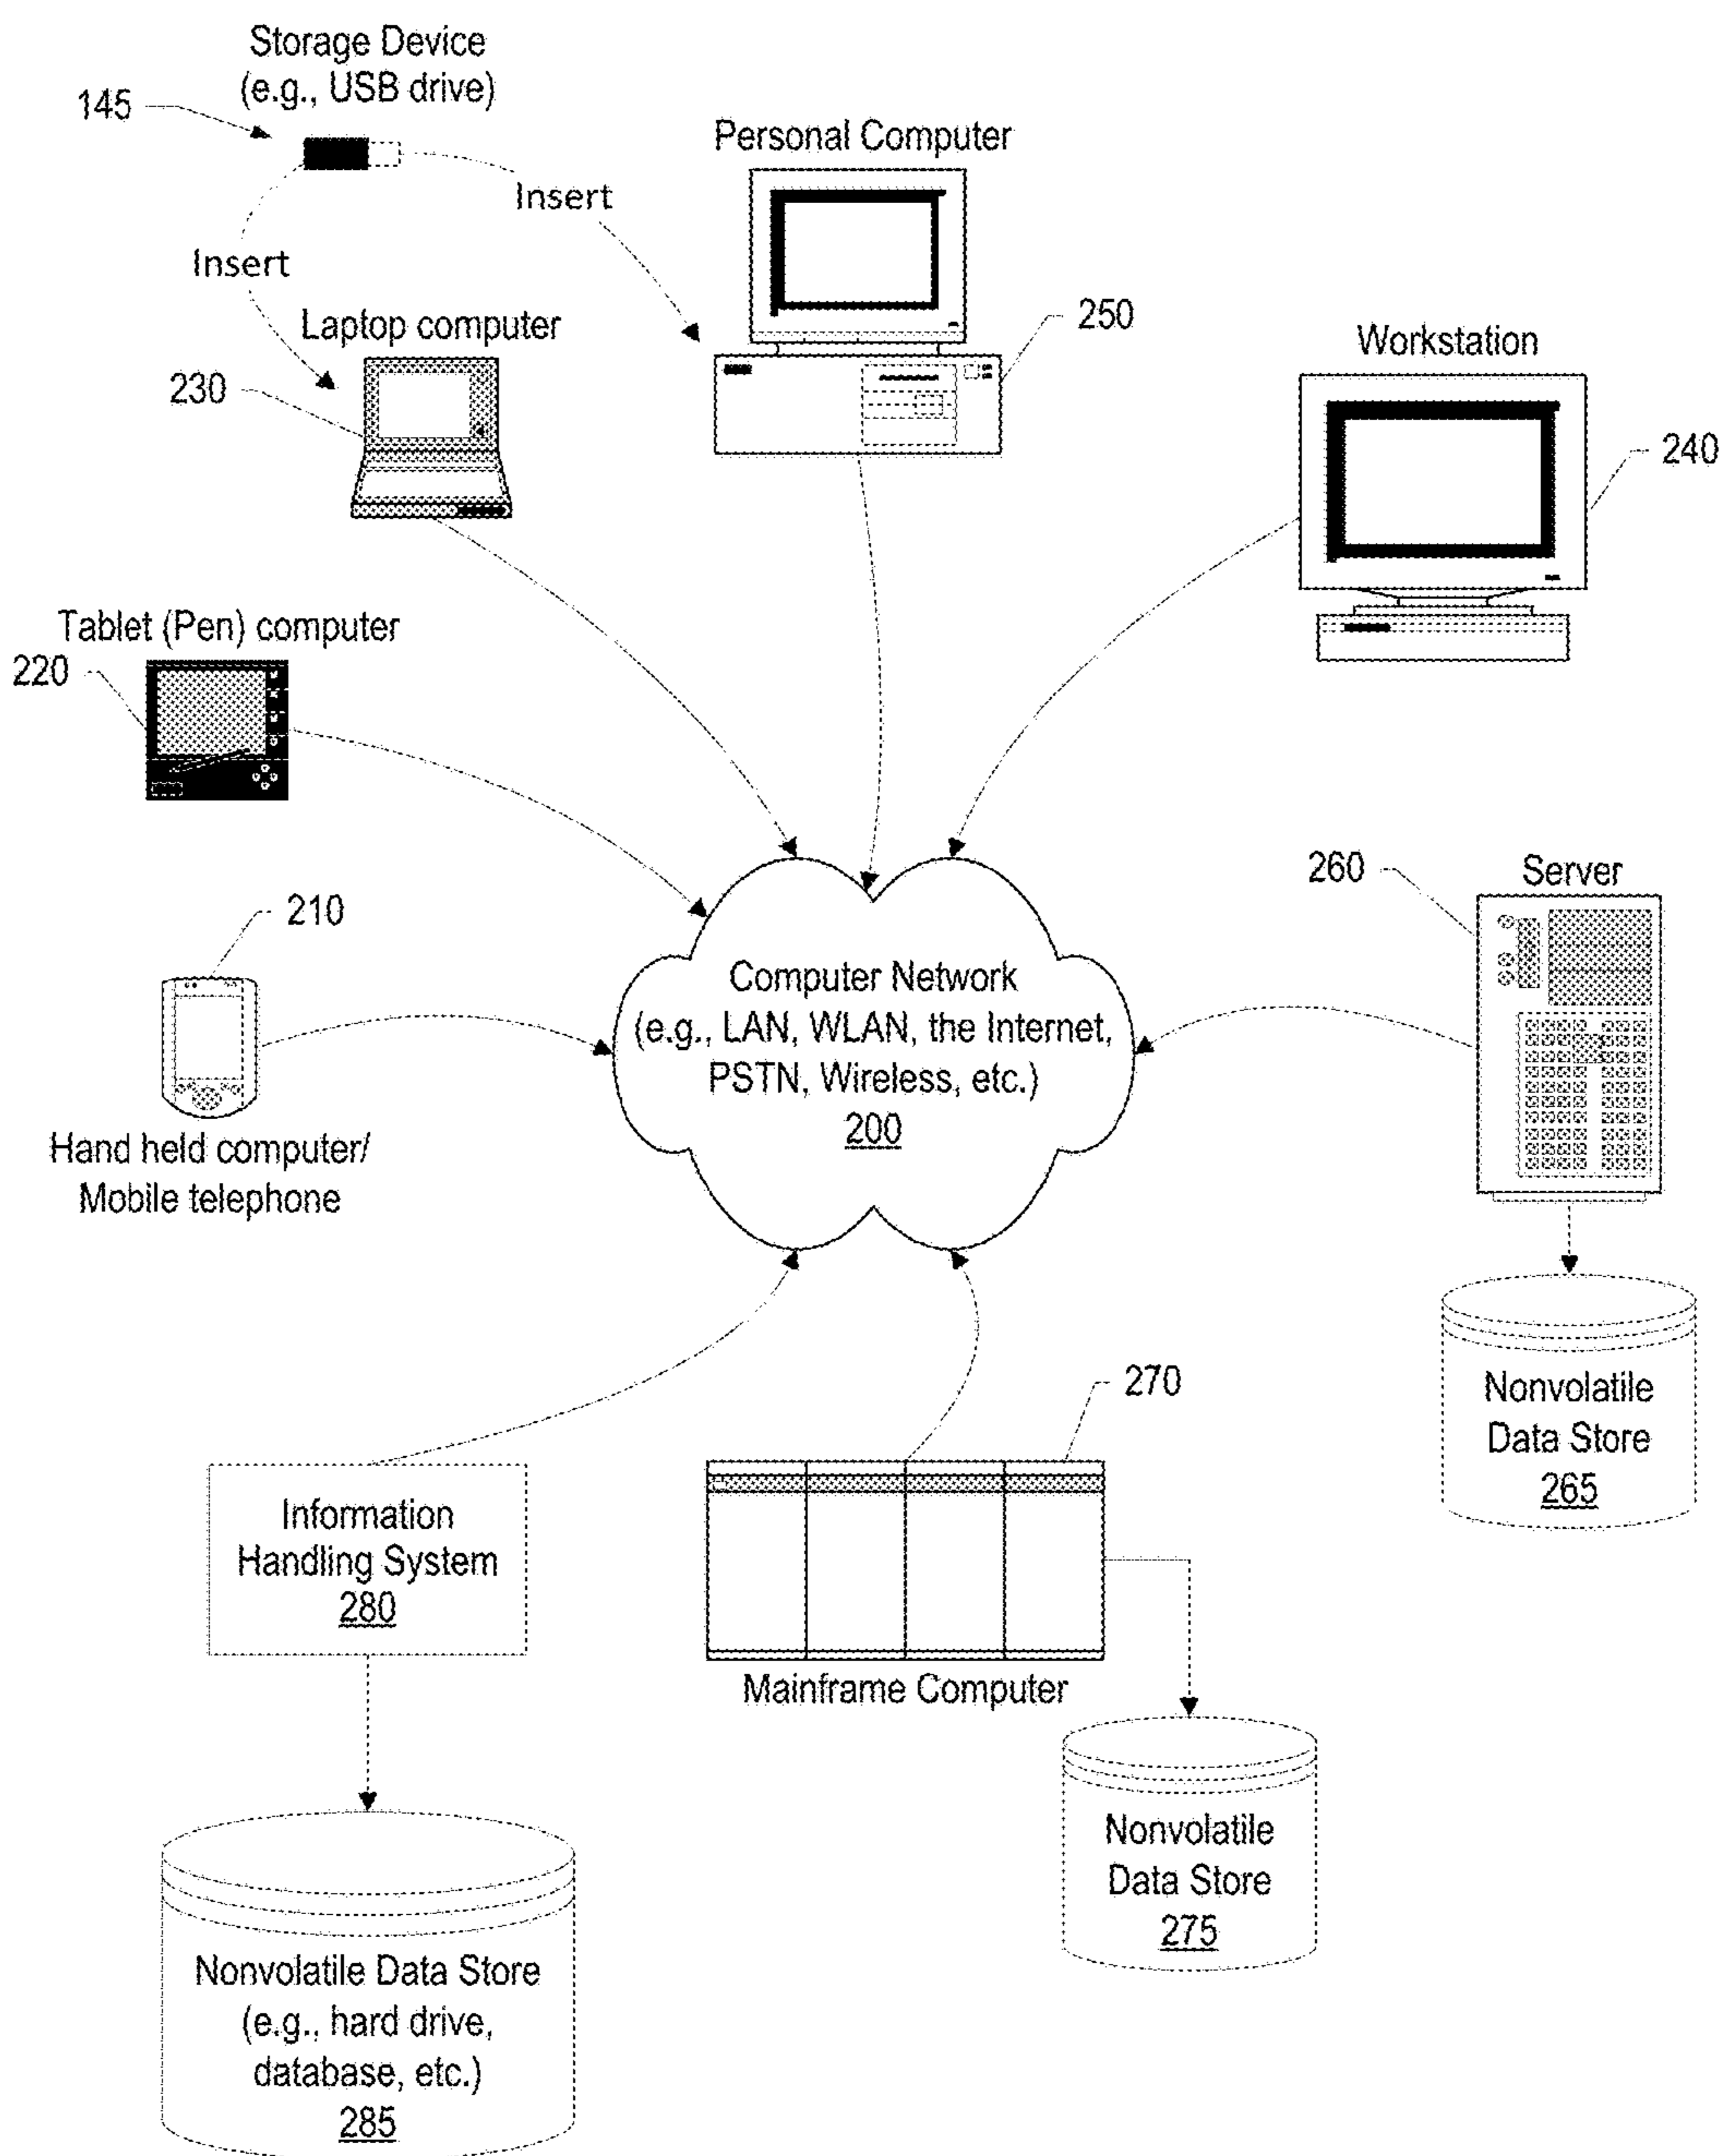 Storage Device
(e.g., USB drive)
145
Personal Computer
Insert
Insert
Laptop computer
250
230
Workstation
240
Tablet (Pen) computer
220
260
Server
210
Computer Network
(e.g., LAN, WLAN, the Internet,
PSTN, Wireless, etc.)
200
Hand held computer/
Mobile telephone
270
Nonvolatile
Data Store
265
Information
Handling System
280
Mainframe Computer
Nonvolatile
Data Store
275
Nonvolatile Data Store
(e.g., hard drive,
database, etc.)
285